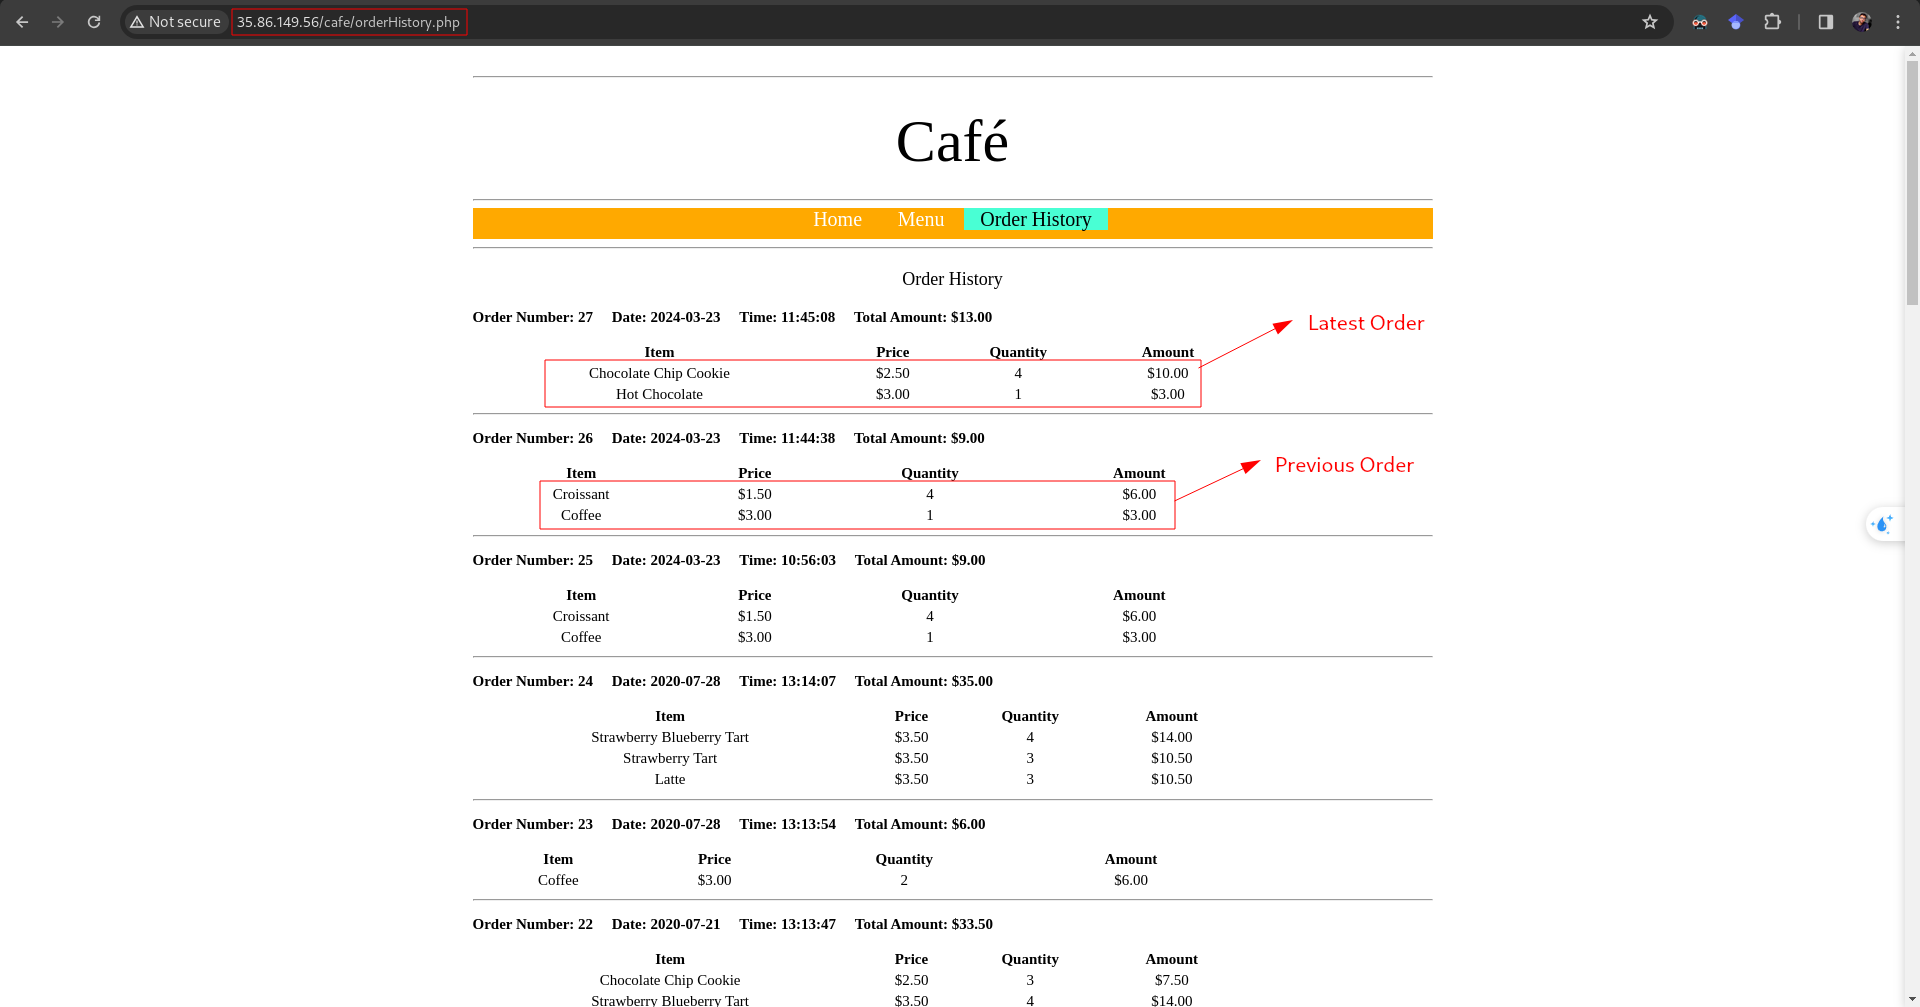 Not secure 35.86.149.56/cafe/orderHistory.php
Café
Home Menu Order History
Order History
Order Number: 27 Date: 2024-03-23 Time: 11:45:08 Total Amount: $13.00
Latest Order
Item Price Quantity Amount
Chocolate Chip Cookie $2.50 4 $10.00
Hot Chocolate $3.00 1 $3.00
Order Number: 26 Date: 2024-03-23 Time: 11:44:38 Total Amount: $9.00
Previous Order
Item Price Quantity Amount
Croissant $1.50 4 $6.00
Coffee $3.00 1 $3.00
Order Number: 25 Date: 2024-03-23 Time: 10:56:03 Total Amount: $9.00
Item Price Quantity Amount
Croissant $1.50 4 $6.00
Coffee $3.00 1 $3.00
Order Number: 24 Date: 2020-07-28 Time: 13:14:07 Total Amount: $35.00
Item Price Quantity Amount
Strawberry Blueberry Tart $3.50 4 $14.00
Strawberry Tart $3.50 3 $10.50
Latte $3.50 3 $10.50
Order Number: 23 Date: 2020-07-28 Time: 13:13:54 Total Amount: $6.00
Item Price Quantity Amount
Coffee $3.00 2 $6.00
Order Number: 22 Date: 2020-07-21 Time: 13:13:47 Total Amount: $33.50
Item Price Quantity Amount
Chocolate Chip Cookie $2.50 3 $7.50
Strawberry Blueberry Tart $3.50 4 $14.00